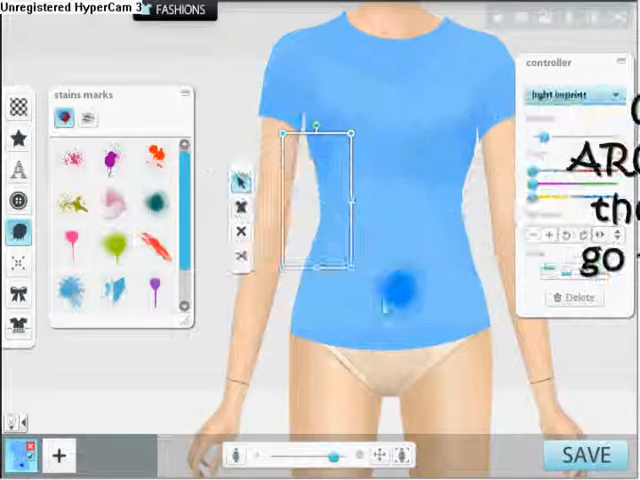 Unregistered HyperCam 3
FASHIONS
stains marks
controller
light imprint
ARO
the
go
Delete
SAVE